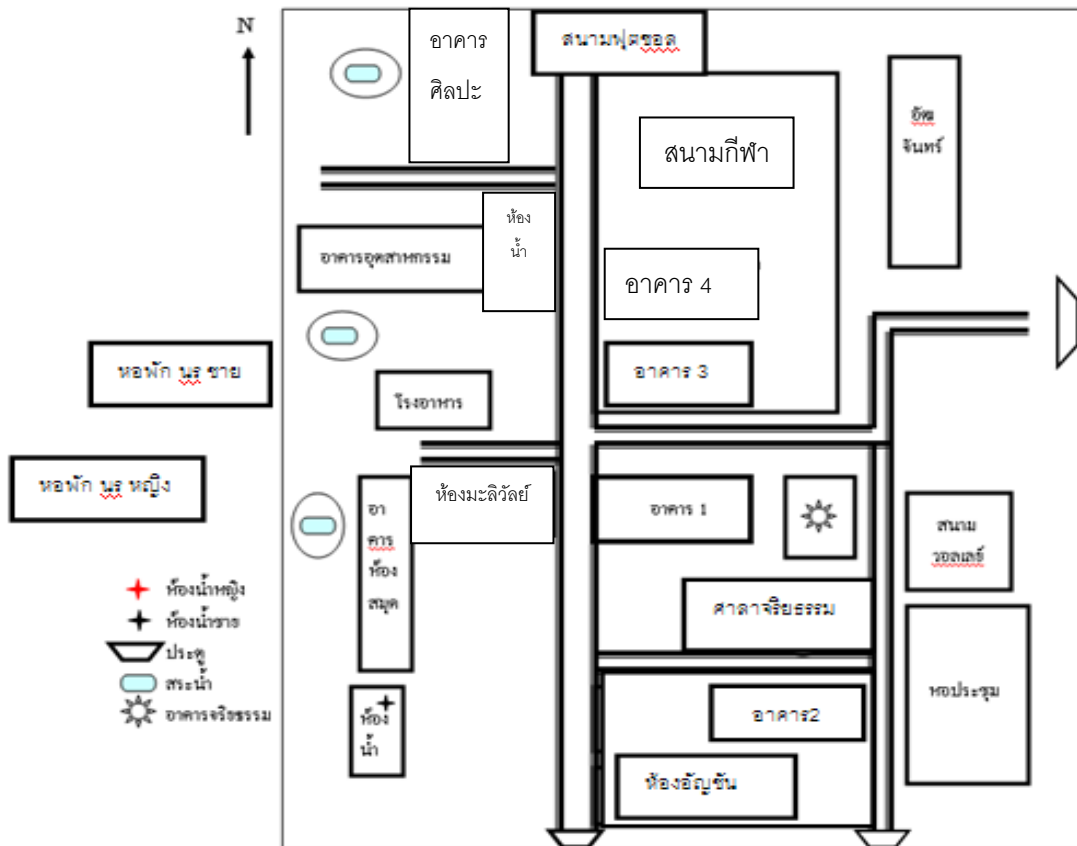 N
อาคาร
ศิลปะ
สนามฟุตซอล
สนามกีฬา
อัฒ
จันทร์
ห้อง
น้ำ
อาคารอุตสาหกรรม
อาคาร 4
หอพัก นร ชาย
อาคาร 3
โรงอาหาร
หอพัก นร หญิง
ห้องมะลิวัลย์
อาคาร 1
อา
คาร
ห้อง
สมุด
สนาม
วอลเลย์
ศาลาจริยธรรม
ห้องน้ำหญิง
ห้องน้ำชาย
ประตู
สระน้ำ
อาคารจริยธรรม
ห้อง
น้ำ
อาคาร2
หอประชุม
ห้องอัญชัน